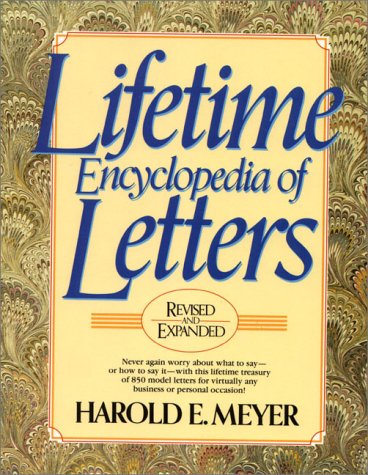 Lifetime
Encyclopedia of
Letters
REVISED
AND
EXPANDED
Never again worry about what to say—
or how to say it—with this lifetime treasury
of 850 model letters for virtually any
business or personal occasion!
HAROLD E. MEYER